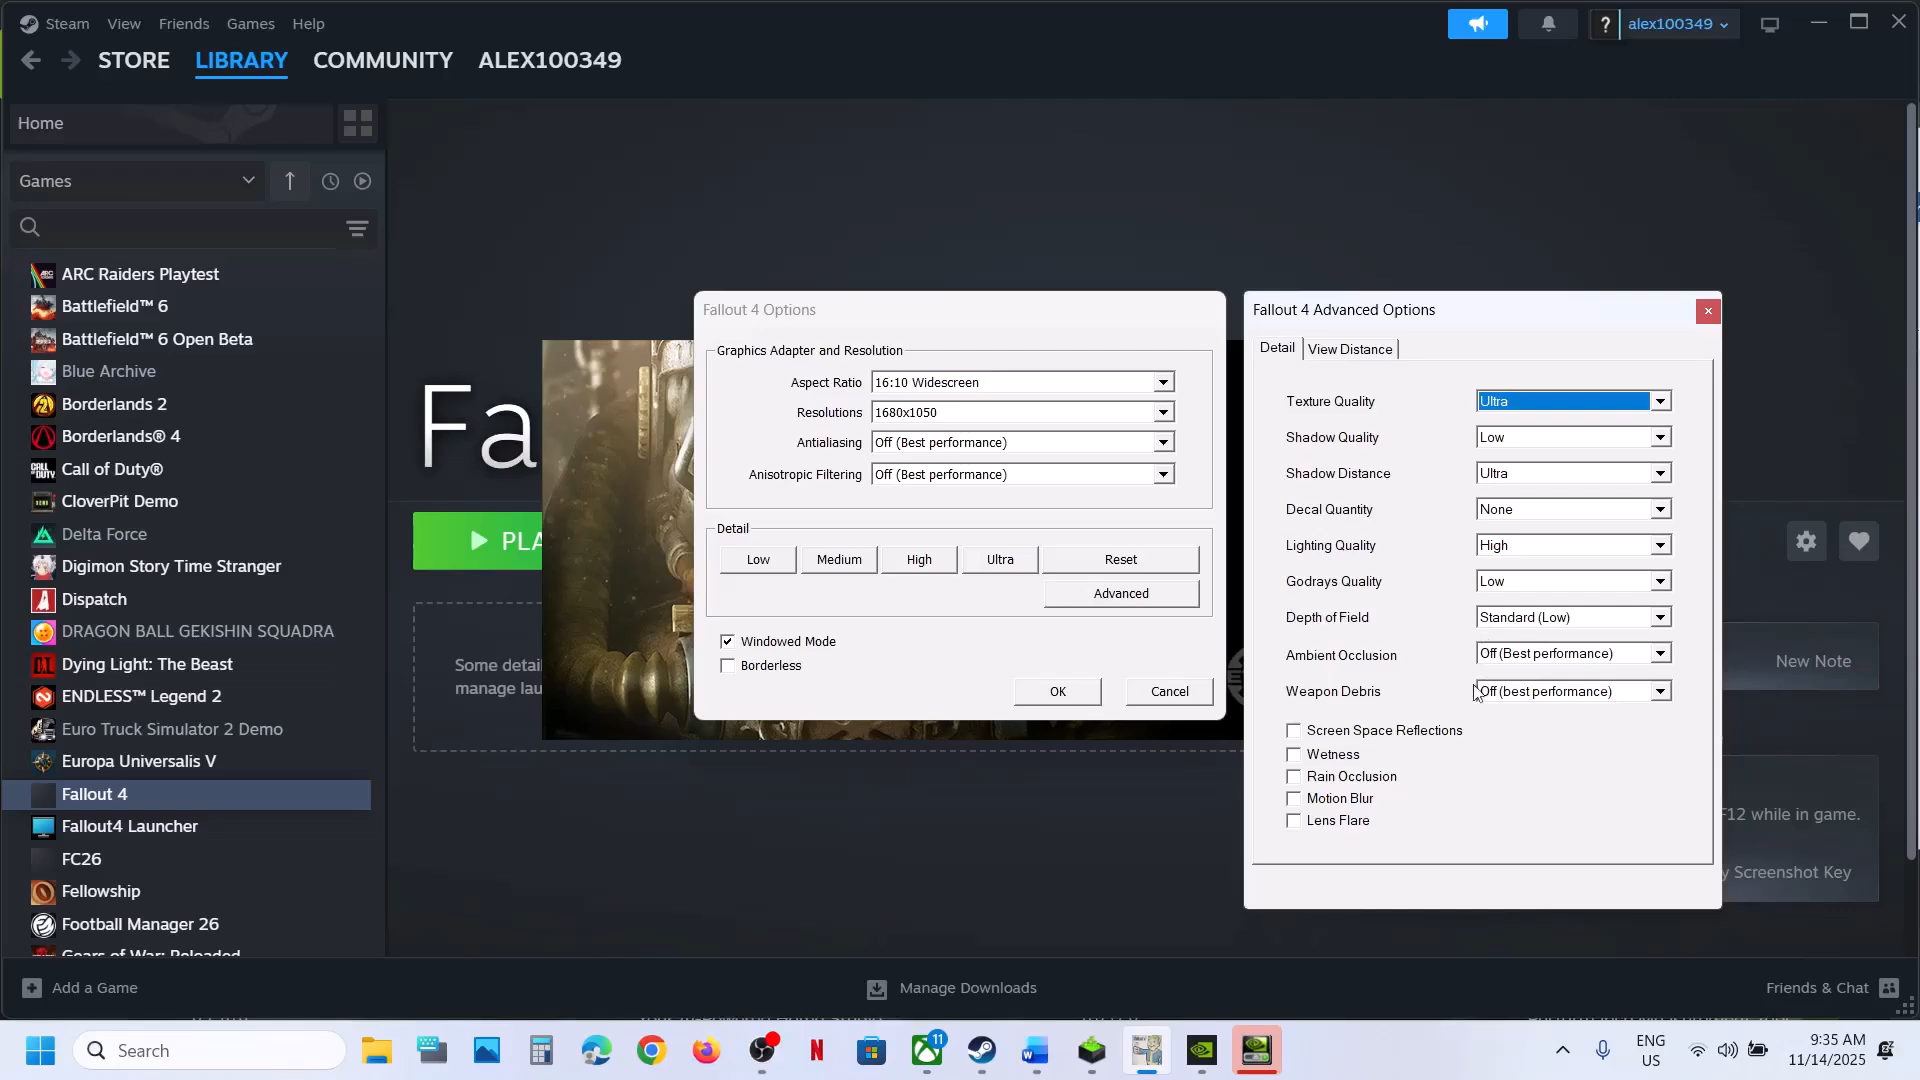 Steam View Friends Games Help
alex100349
STORE LIBRARY COMMUNITY ALEX100349
Home
Games
ARC Raiders Playtest
Battlefield™ 6
Battlefield™ 6 Open Beta
Blue Archive
Borderlands 2
Borderlands® 4
Call of Duty®
CloverPit Demo
Delta Force
Digimon Story Time Stranger
Dispatch
DRAGON BALL GEKISHIN SQUADRA
Dying Light: The Beast
ENDLESS™ Legend 2
Euro Truck Simulator 2 Demo
Europa Universalis V
Fallout 4
Fallout4 Launcher
FC26
Fellowship
Football Manager 26
Gears of War: Reloaded
Add a Game
Manage Downloads
Friends & Chat
Fa
PLA
Some detai
manage lau
New Note
F12 while in game.
y Screenshot Key
Fallout 4 Options
Graphics Adapter and Resolution
Aspect Ratio 16:10 Widescreen
Resolutions 1680x1050
Antialiasing Off (Best performance)
Anisotropic Filtering Off (Best performance)
Detail
Low Medium High Ultra Reset
Advanced
Windowed Mode
Borderless
OK Cancel
Fallout 4 Advanced Options
Detail View Distance
Texture Quality Ultra
Shadow Quality Low
Shadow Distance Ultra
Decal Quantity None
Lighting Quality High
Godrays Quality Low
Depth of Field Standard (Low)
Ambient Occlusion Off (Best performance)
Weapon Debris Off (best performance)
Screen Space Reflections
Wetness
Rain Occlusion
Motion Blur
Lens Flare
Search
11
ENG
US
9:35 AM
11/14/2025